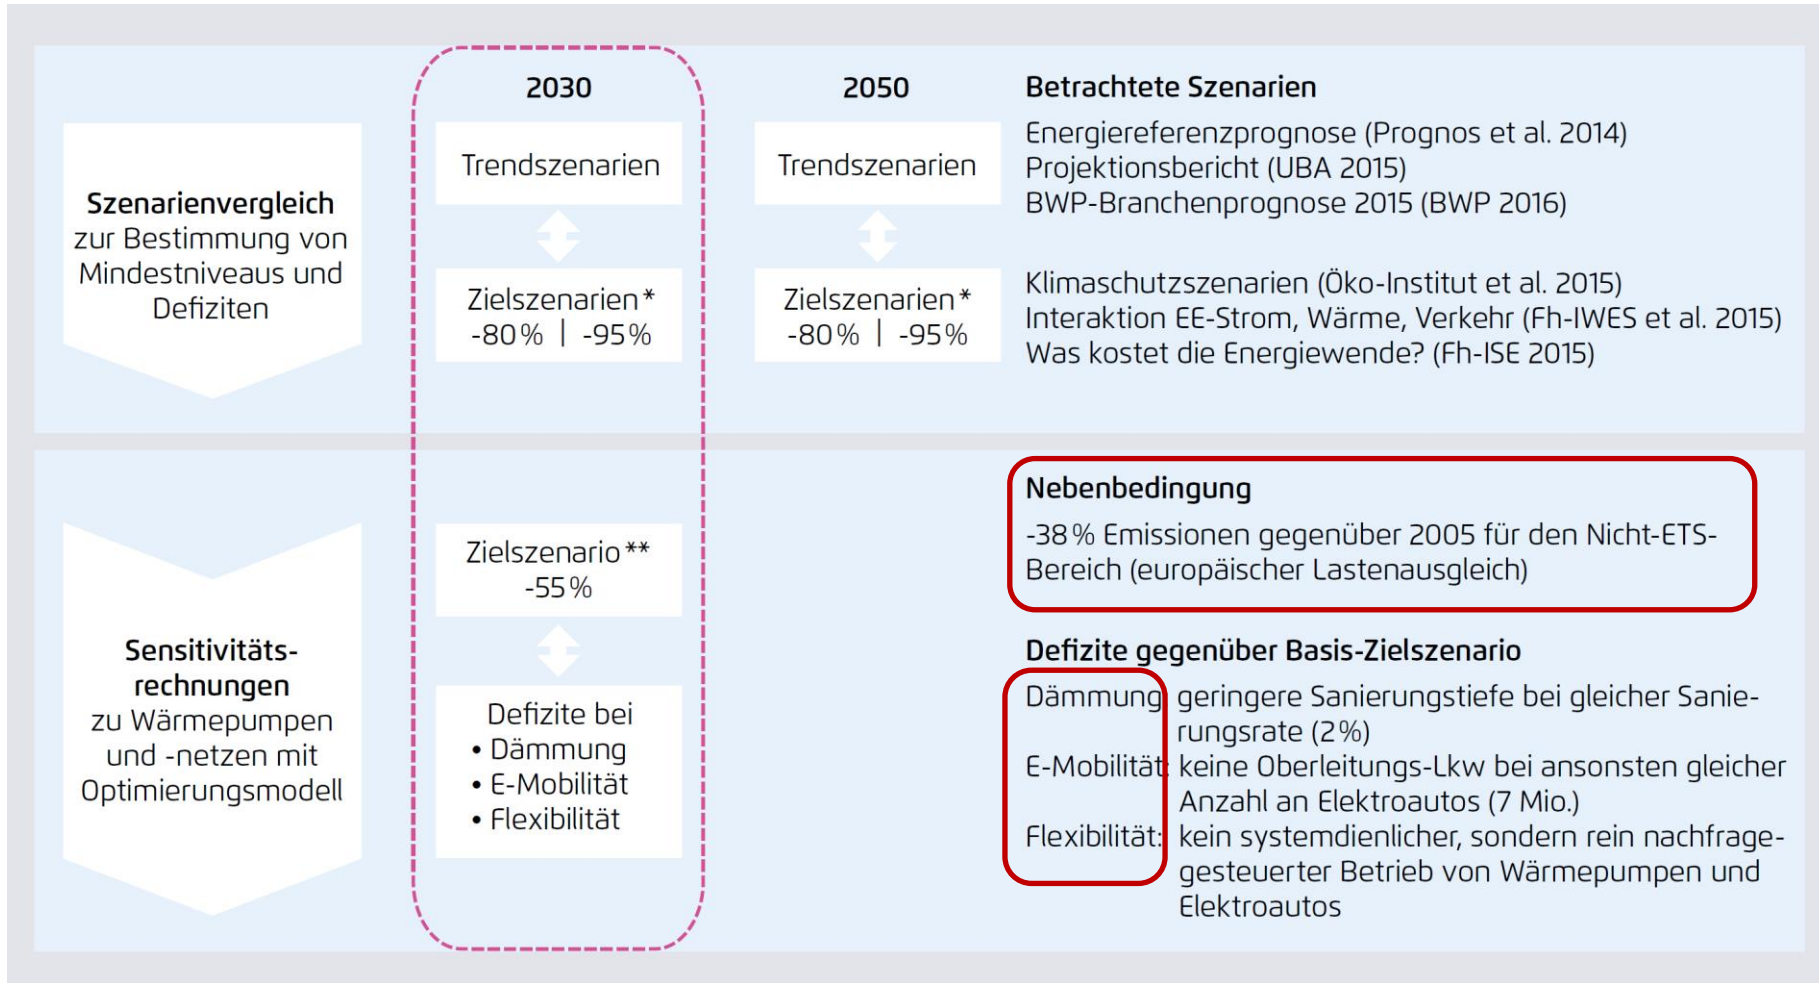 2030
2050
Betrachtete Szenarien
Szenarienvergleich
zur Bestimmung von
Mindestniveaus und
Defiziten
Trendszenarien
Zielszenarien*
-80% | -95%
Trendszenarien
Zielszenarien*
-80% | -95%
Energiereferenzprognose (Prognos et al. 2014)
Projektionsbericht (UBA 2015)
BWP-Branchenprognose 2015 (BWP 2016)
Klimaschutzszenarien (Öko-Institut et al. 2015)
Interaktion EE-Strom, Wärme, Verkehr (Fh-IWES et al. 2015)
Was kostet die Energiewende? (Fh-ISE 2015)
Sensitivitäts-
rechnungen
zu Wärmepumpen
und -netzen mit
Optimierungsmodell
Zielszenario**
-55%
Defizite bei
• Dämmung
• E-Mobilität
• Flexibilität
Nebenbedingung
-38% Emissionen gegenüber 2005 für den Nicht-ETS-
Bereich (europäischer Lastenausgleich)
Defizite gegenüber Basis-Zielszenario
Dämmung: geringere Sanierungstiefe bei gleicher Sanie-
rungsrate (2%)
E-Mobilität: keine Oberleitungs-Lkw bei ansonsten gleicher
Anzahl an Elektroautos (7 Mio.)
Flexibilität: kein systemdienlicher, sondern rein nachfrage-
gesteuerter Betrieb von Wärmepumpen und
Elektroautos